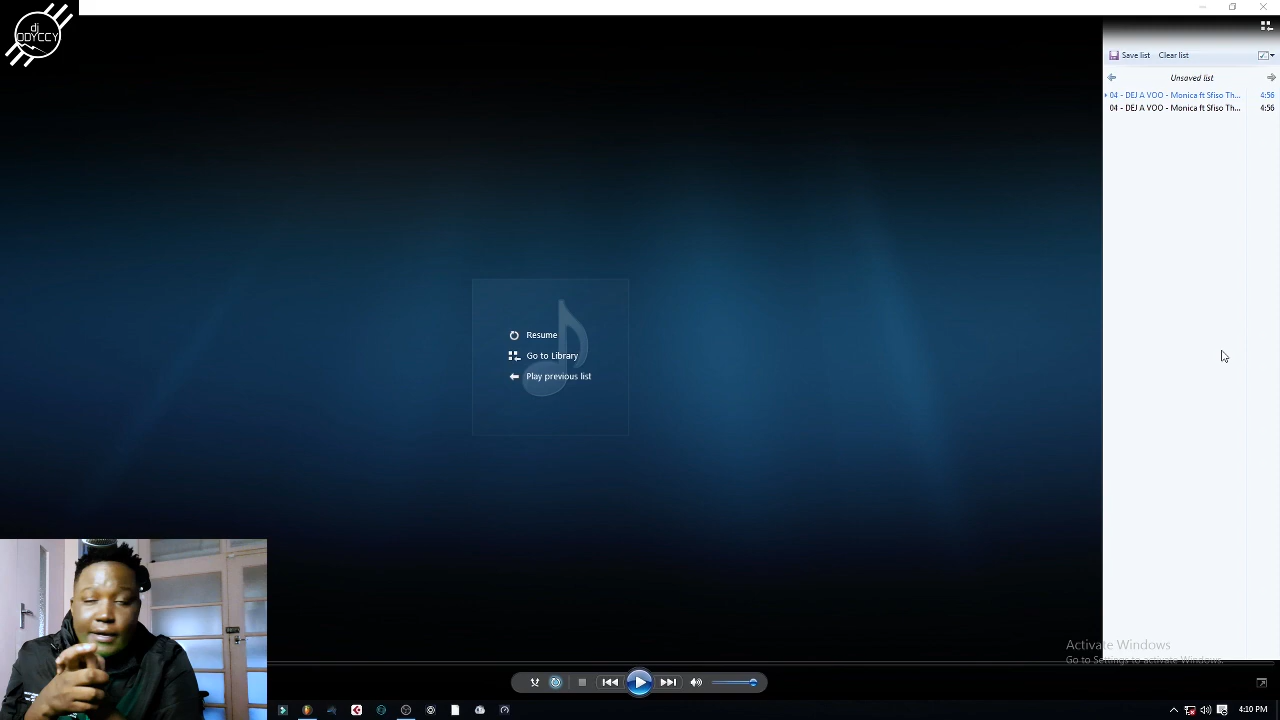 dj
ODYCCY
Save list Clear list
Unsaved list
04 - DEJ A VOO - Monica ft Sfiso Th... 4:56
04 - DEJ A VOO - Monica ft Sfiso Th... 4:56
Resume
Go to Library
Play previous list
Activate Windows
Go to Settings to activate Windows.
4:10 PM